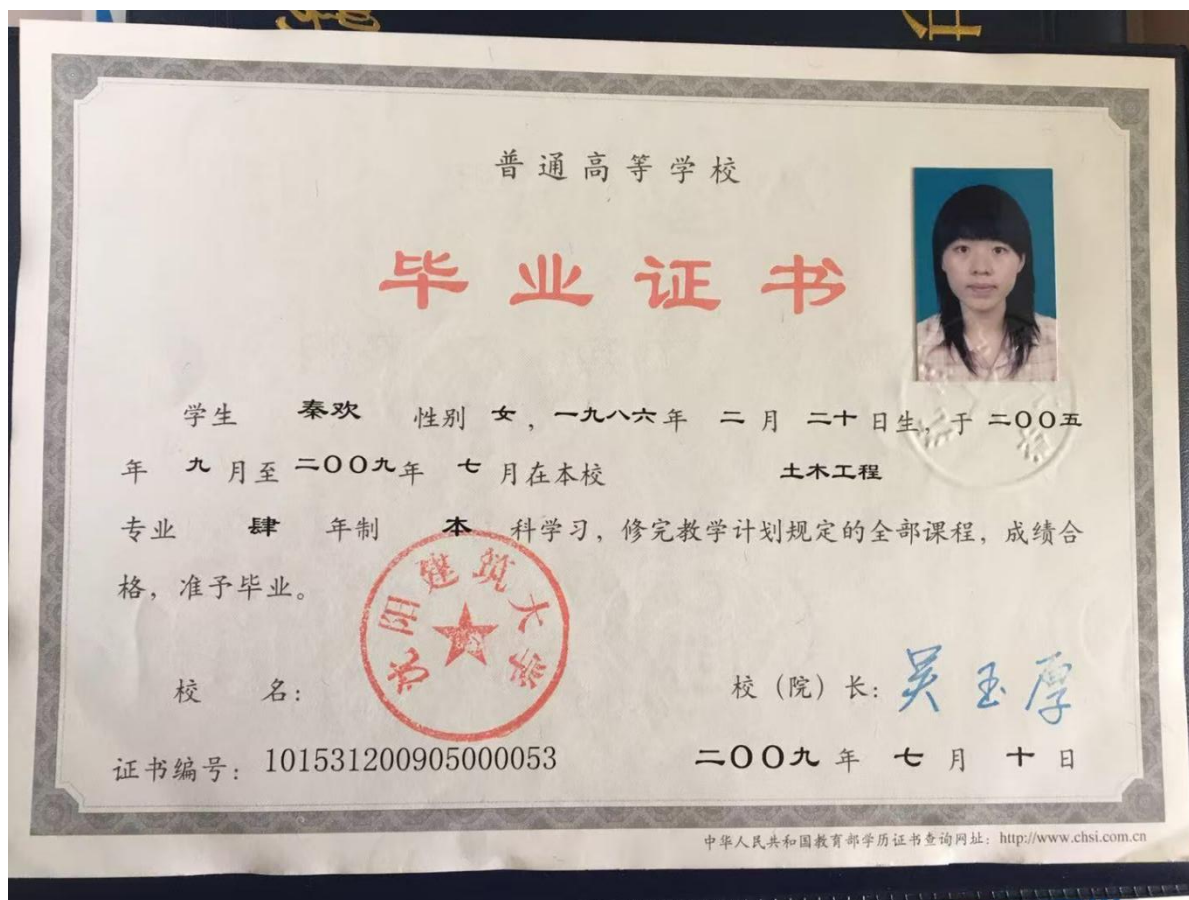 普通高等学校
毕业证书
学生 秦欢 性别 女，一九八六年 二月 二十日生，于 二〇〇五
年 九月至 二〇〇九年 七月在本校 土木工程
专业 肆 年制 本 科学习，修完教学计划规定的全部课程，成绩合
格，准予毕业。
沈阳建筑大学
校 名：
校（院）长：吴玉厚
证书编号：101531200905000053
二〇〇九年 七月 十日
中华人民共和国教育部学历证书查询网址：http://www.chsi.com.cn